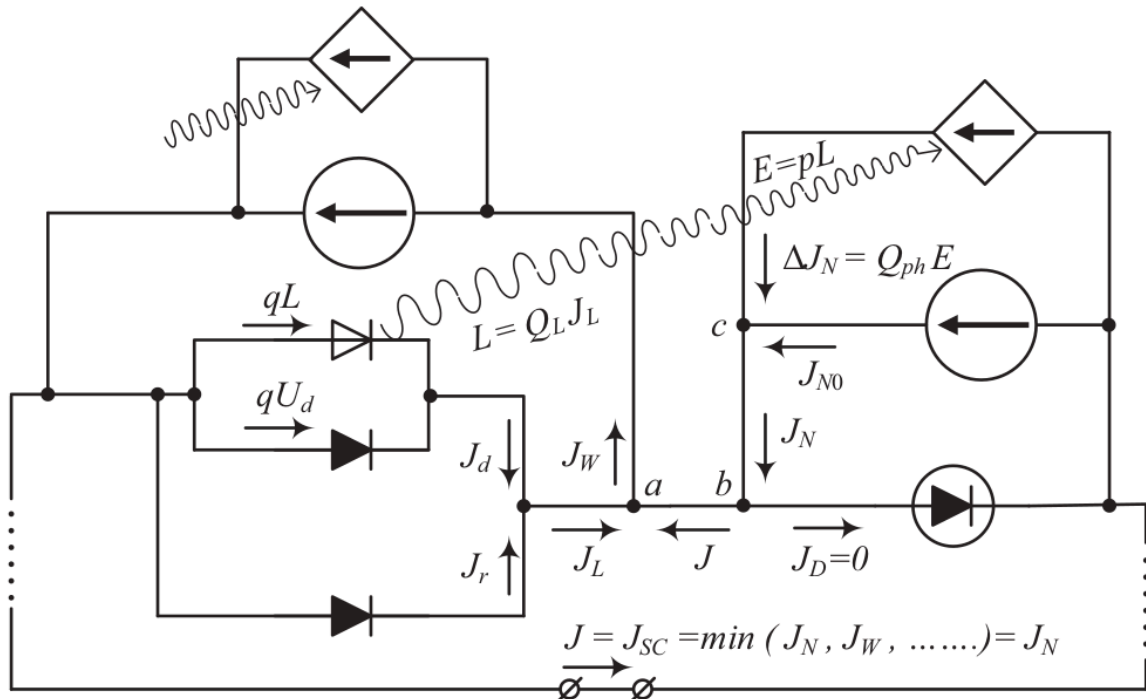 E=pL
ΔJ_N = Q_ph E
qL
L = Q_L J_L
c
J_N0
qU_d
J_d
J_W
J_N
a
b
J_r
J_L
J
J_D=0
J = J_SC =min ( J_N , J_W , .......)= J_N